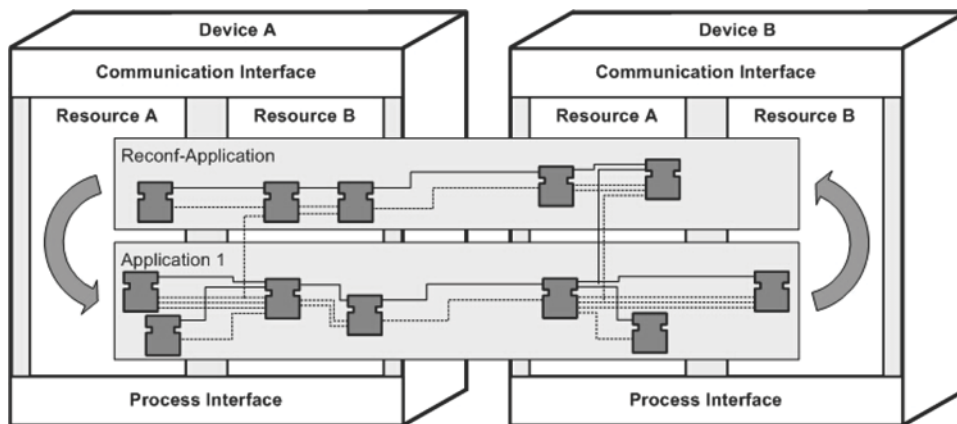 Device A
Device B
Communication Interface
Communication Interface
Resource A
Resource B
Resource A
Resource B
Reconf-Application
Application 1
Process Interface
Process Interface